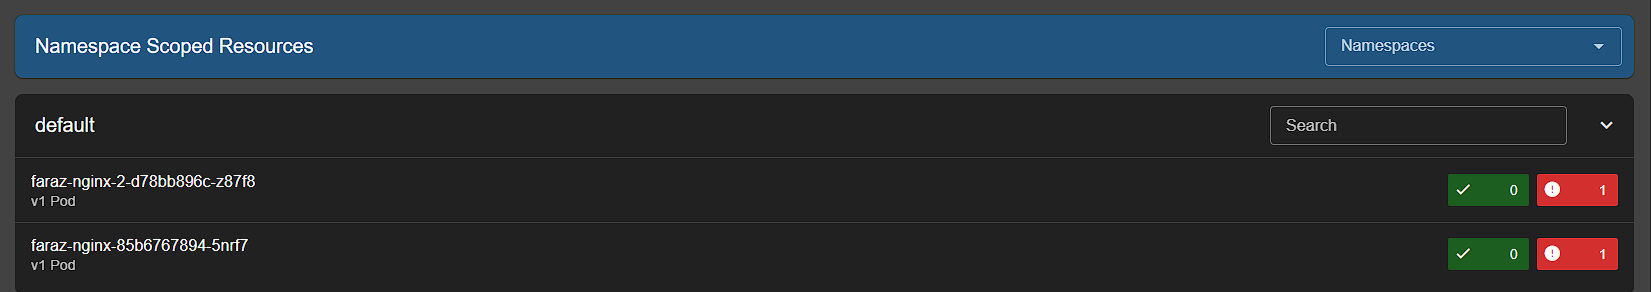 Namespace Scoped Resources
Namespaces
default
Search
faraz-nginx-2-d78bb896c-z87f8
v1 Pod
0
1
faraz-nginx-85b6767894-5nrf7
v1 Pod
0
1